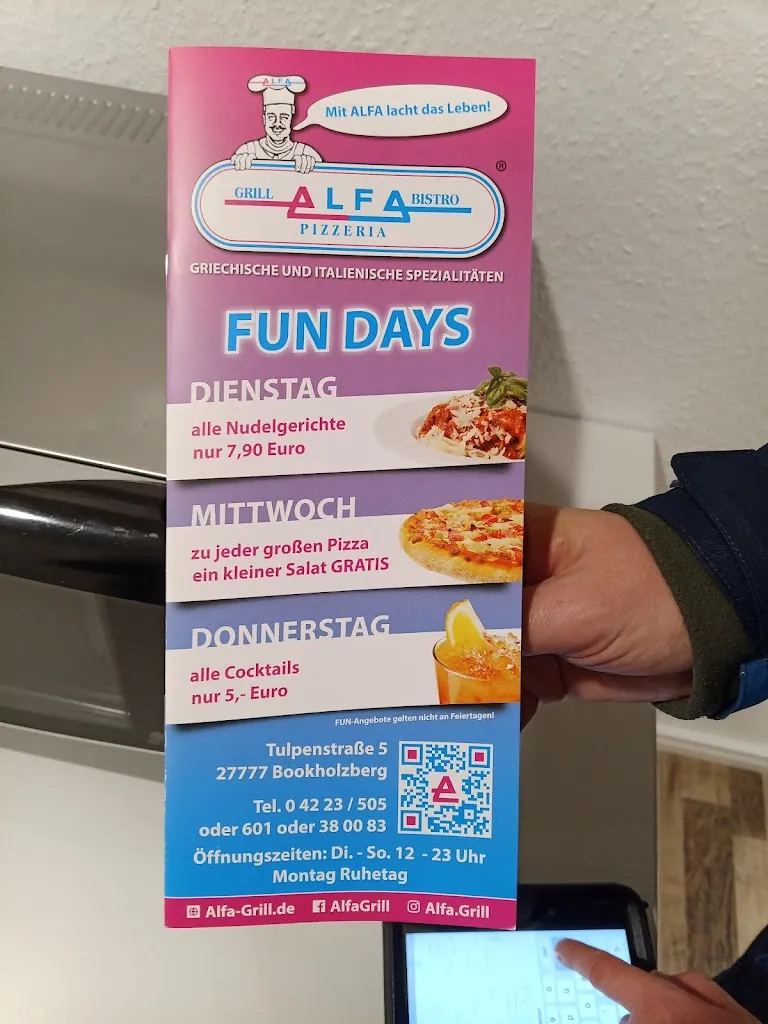 ALFA
Mit ALFA lacht das Leben!
®
GRILL ALFA BISTRO
PIZZERIA
GRIECHISCHE UND ITALIENISCHE SPEZIALITÄTEN
FUN DAYS
DIENSTAG
alle Nudelgerichte
nur 7,90 Euro
MITTWOCH
zu jeder großen Pizza
ein kleiner Salat GRATIS
DONNERSTAG
alle Cocktails
nur 5,- Euro
FUN-Angebote gelten nicht an Feiertagen!
Tulpenstraße 5
27777 Bookholzberg
Tel. 0 42 23 / 505
oder 601 oder 38 00 83
Öffnungszeiten: Di. - So. 12 - 23 Uhr
Montag Ruhetag
Alfa-Grill.de AlfaGrill Alfa.Grill